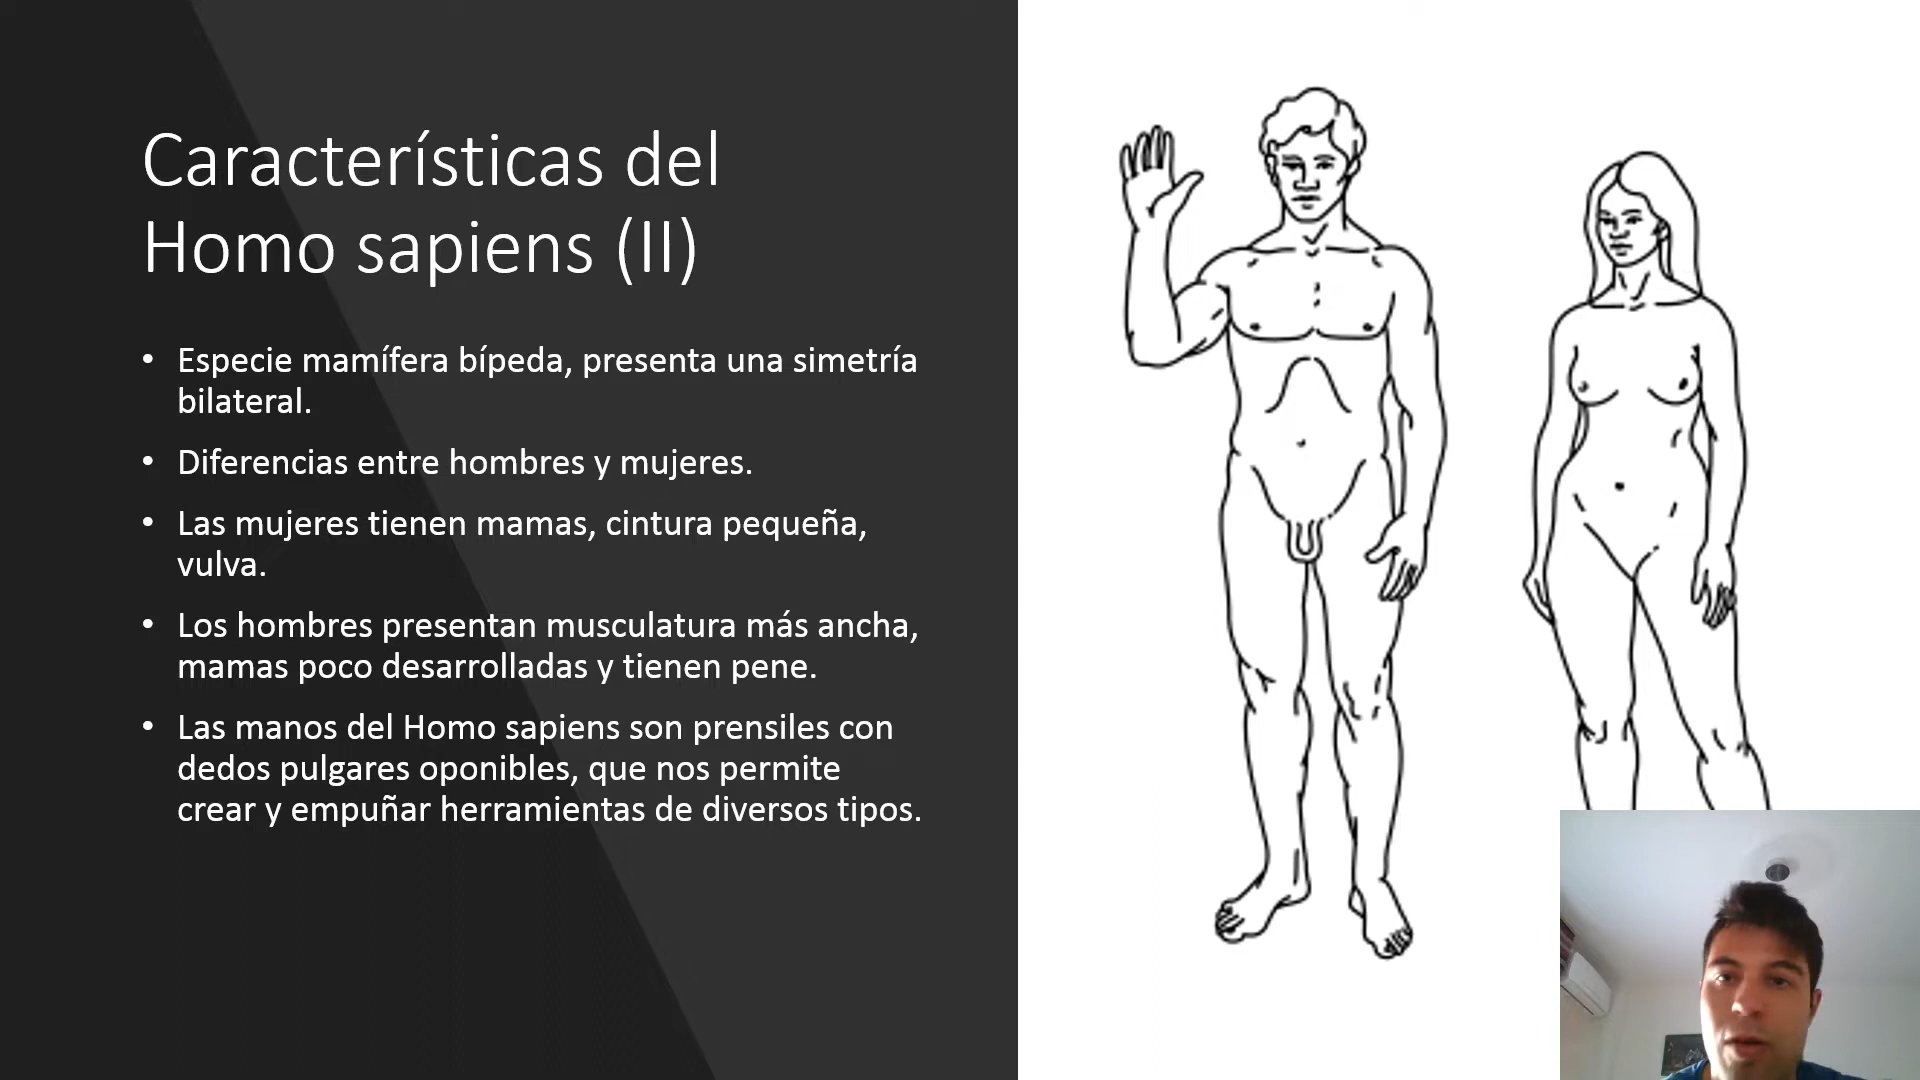 Características del
Homo sapiens (II)
• Especie mamífera bípeda, presenta una simetría
bilateral.
• Diferencias entre hombres y mujeres.
• Las mujeres tienen mamas, cintura pequeña,
vulva.
• Los hombres presentan musculatura más ancha,
mamas poco desarrolladas y tienen pene.
• Las manos del Homo sapiens son prensiles con
dedos pulgares oponibles, que nos permite
crear y empuñar herramientas de diversos tipos.